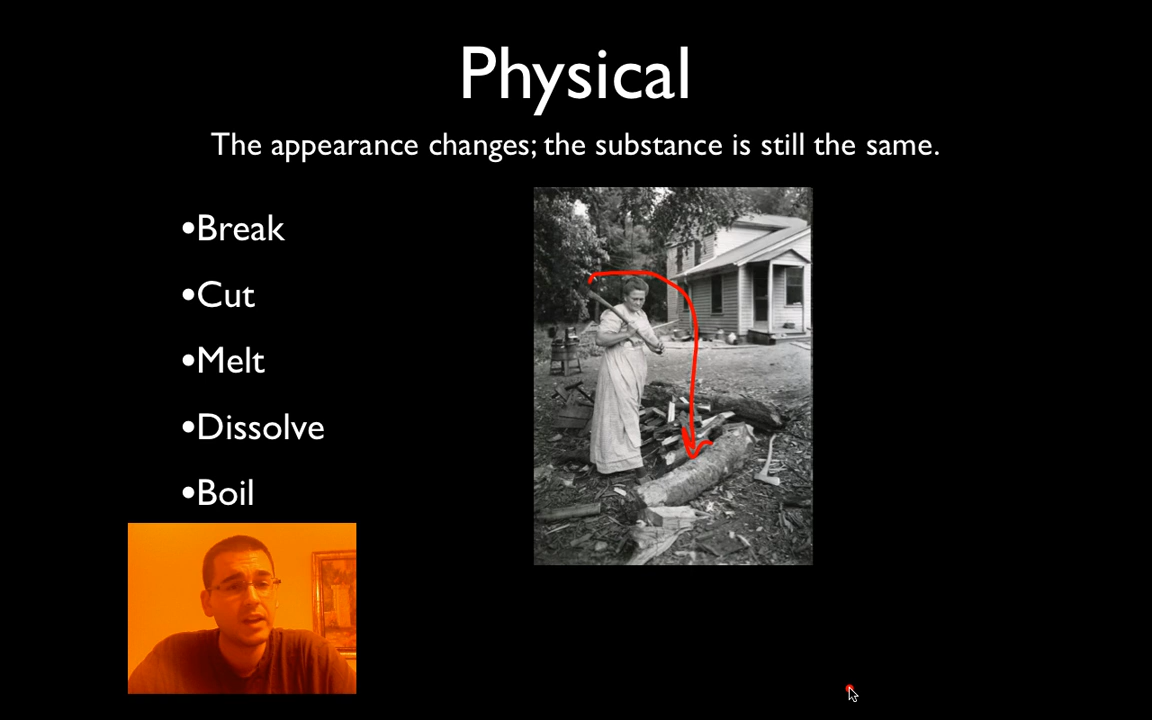 Physical
The appearance changes; the substance is still the same.
•Break
•Cut
•Melt
•Dissolve
•Boil